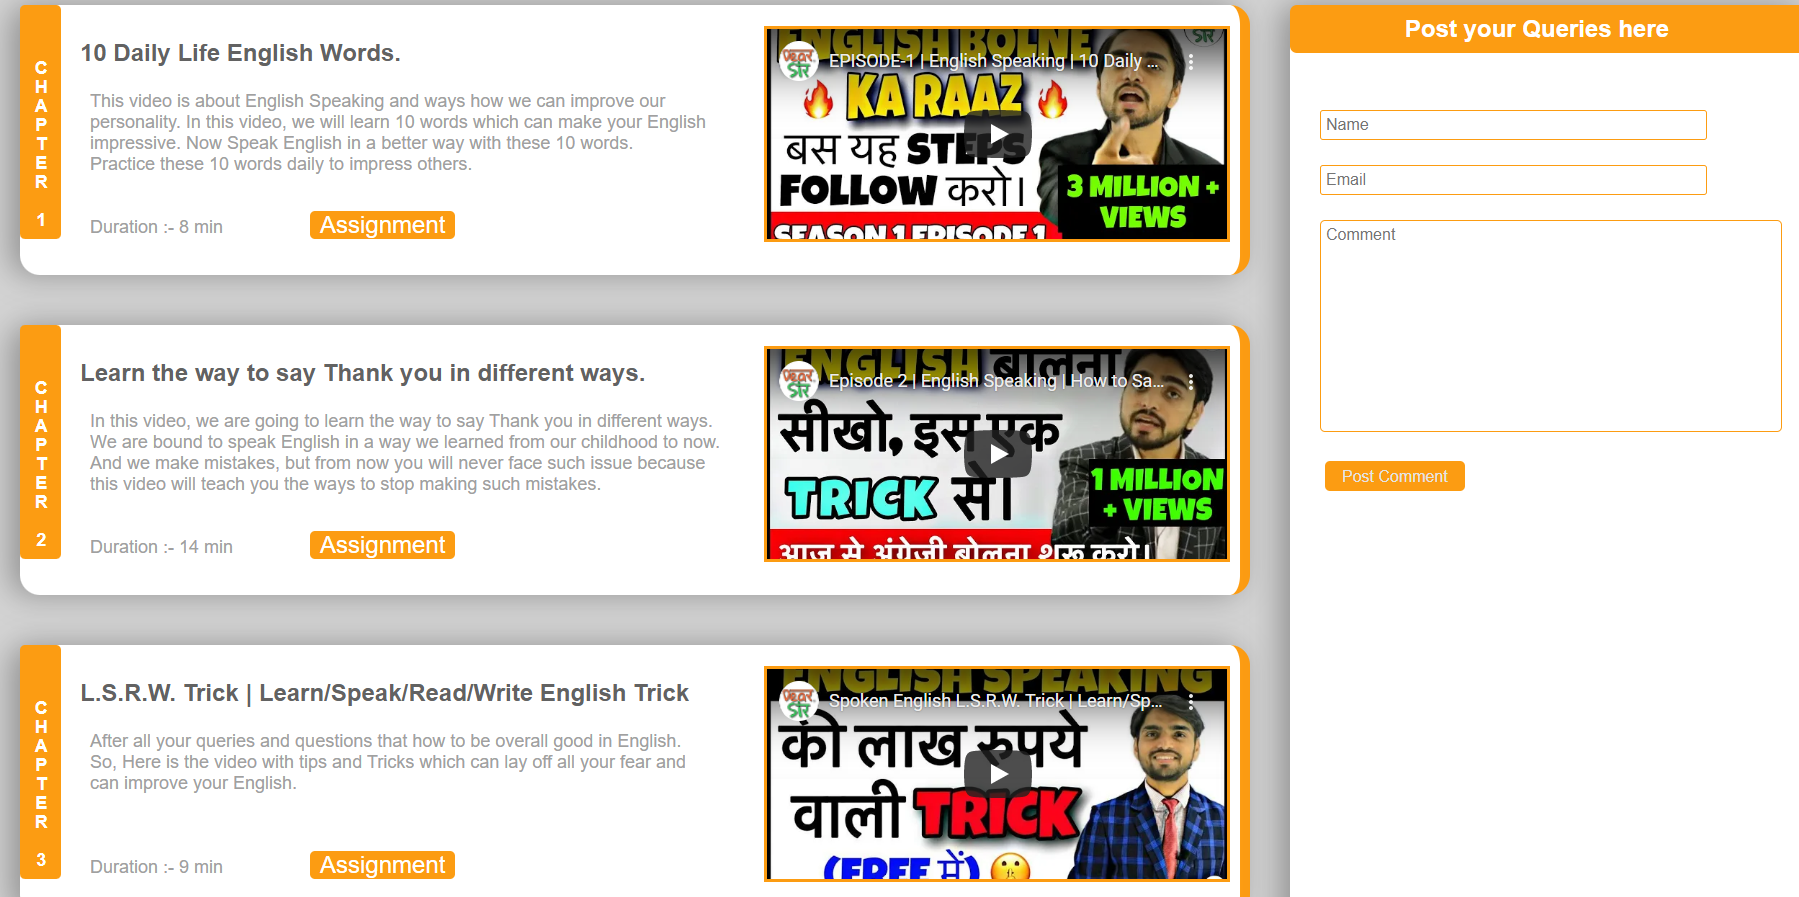 CHAPTER 1
10 Daily Life English Words.
This video is about English Speaking and ways how we can improve our
personality. In this video, we will learn 10 words which can make your English
impressive. Now Speak English in a better way with these 10 words.
Practice these 10 words daily to impress others.
Duration :- 8 min
Assignment
ENGLISH BOLNE
Dear SIR
EPISODE-1 | English Speaking | 10 Daily ...
KA RAAZ
बस यह STEPS
FOLLOW करो।
3 MILLION +
VIEWS
SEASON 1 EPISODE 1
CHAPTER 2
Learn the way to say Thank you in different ways.
In this video, we are going to learn the way to say Thank you in different ways.
We are bound to speak English in a way we learned from our childhood to now.
And we make mistakes, but from now you will never face such issue because
this video will teach you the ways to stop making such mistakes.
Duration :- 14 min
Assignment
ENGLISH बोलना
Dear SIR
Episode 2 | English Speaking | How to Sa...
सीखो, इस एक
TRICK से।
1 MILLION
+ VIEWS
आज से अंग्रेजी बोलना शुरू करो।
CHAPTER 3
L.S.R.W. Trick | Learn/Speak/Read/Write English Trick
After all your queries and questions that how to be overall good in English.
So, Here is the video with tips and Tricks which can lay off all your fear and
can improve your English.
Duration :- 9 min
Assignment
ENGLISH SPEAKING
Dear SIR
Spoken English L.S.R.W. Trick | Learn/Sp...
की लाख रुपये
वाली TRICK
(FREE में)
Post your Queries here
Name
Email
Comment
Post Comment